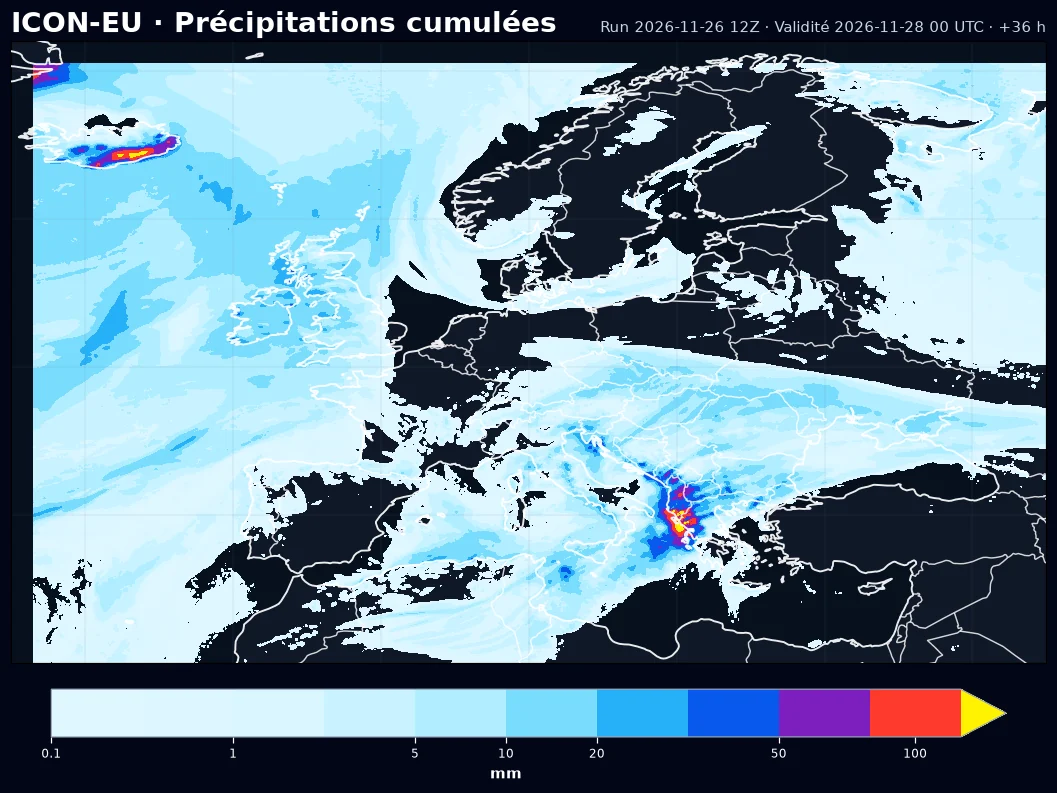 ICON-EU · Précipitations cumulées
Run 2026-11-26 12Z · Validité 2026-11-28 00 UTC · +36 h
0.1 1 5 10 20 50 100
mm